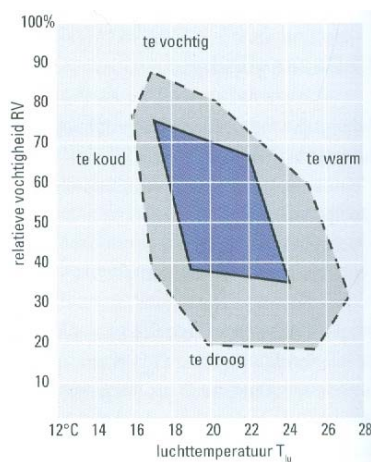 100%
te vochtig
90
80
70
te koud
te warm
60
50
40
30
20
te droog
10
relatieve vochtigheid RV
12°C 14 16 18 20 22 24 26 28
luchttemperatuur T